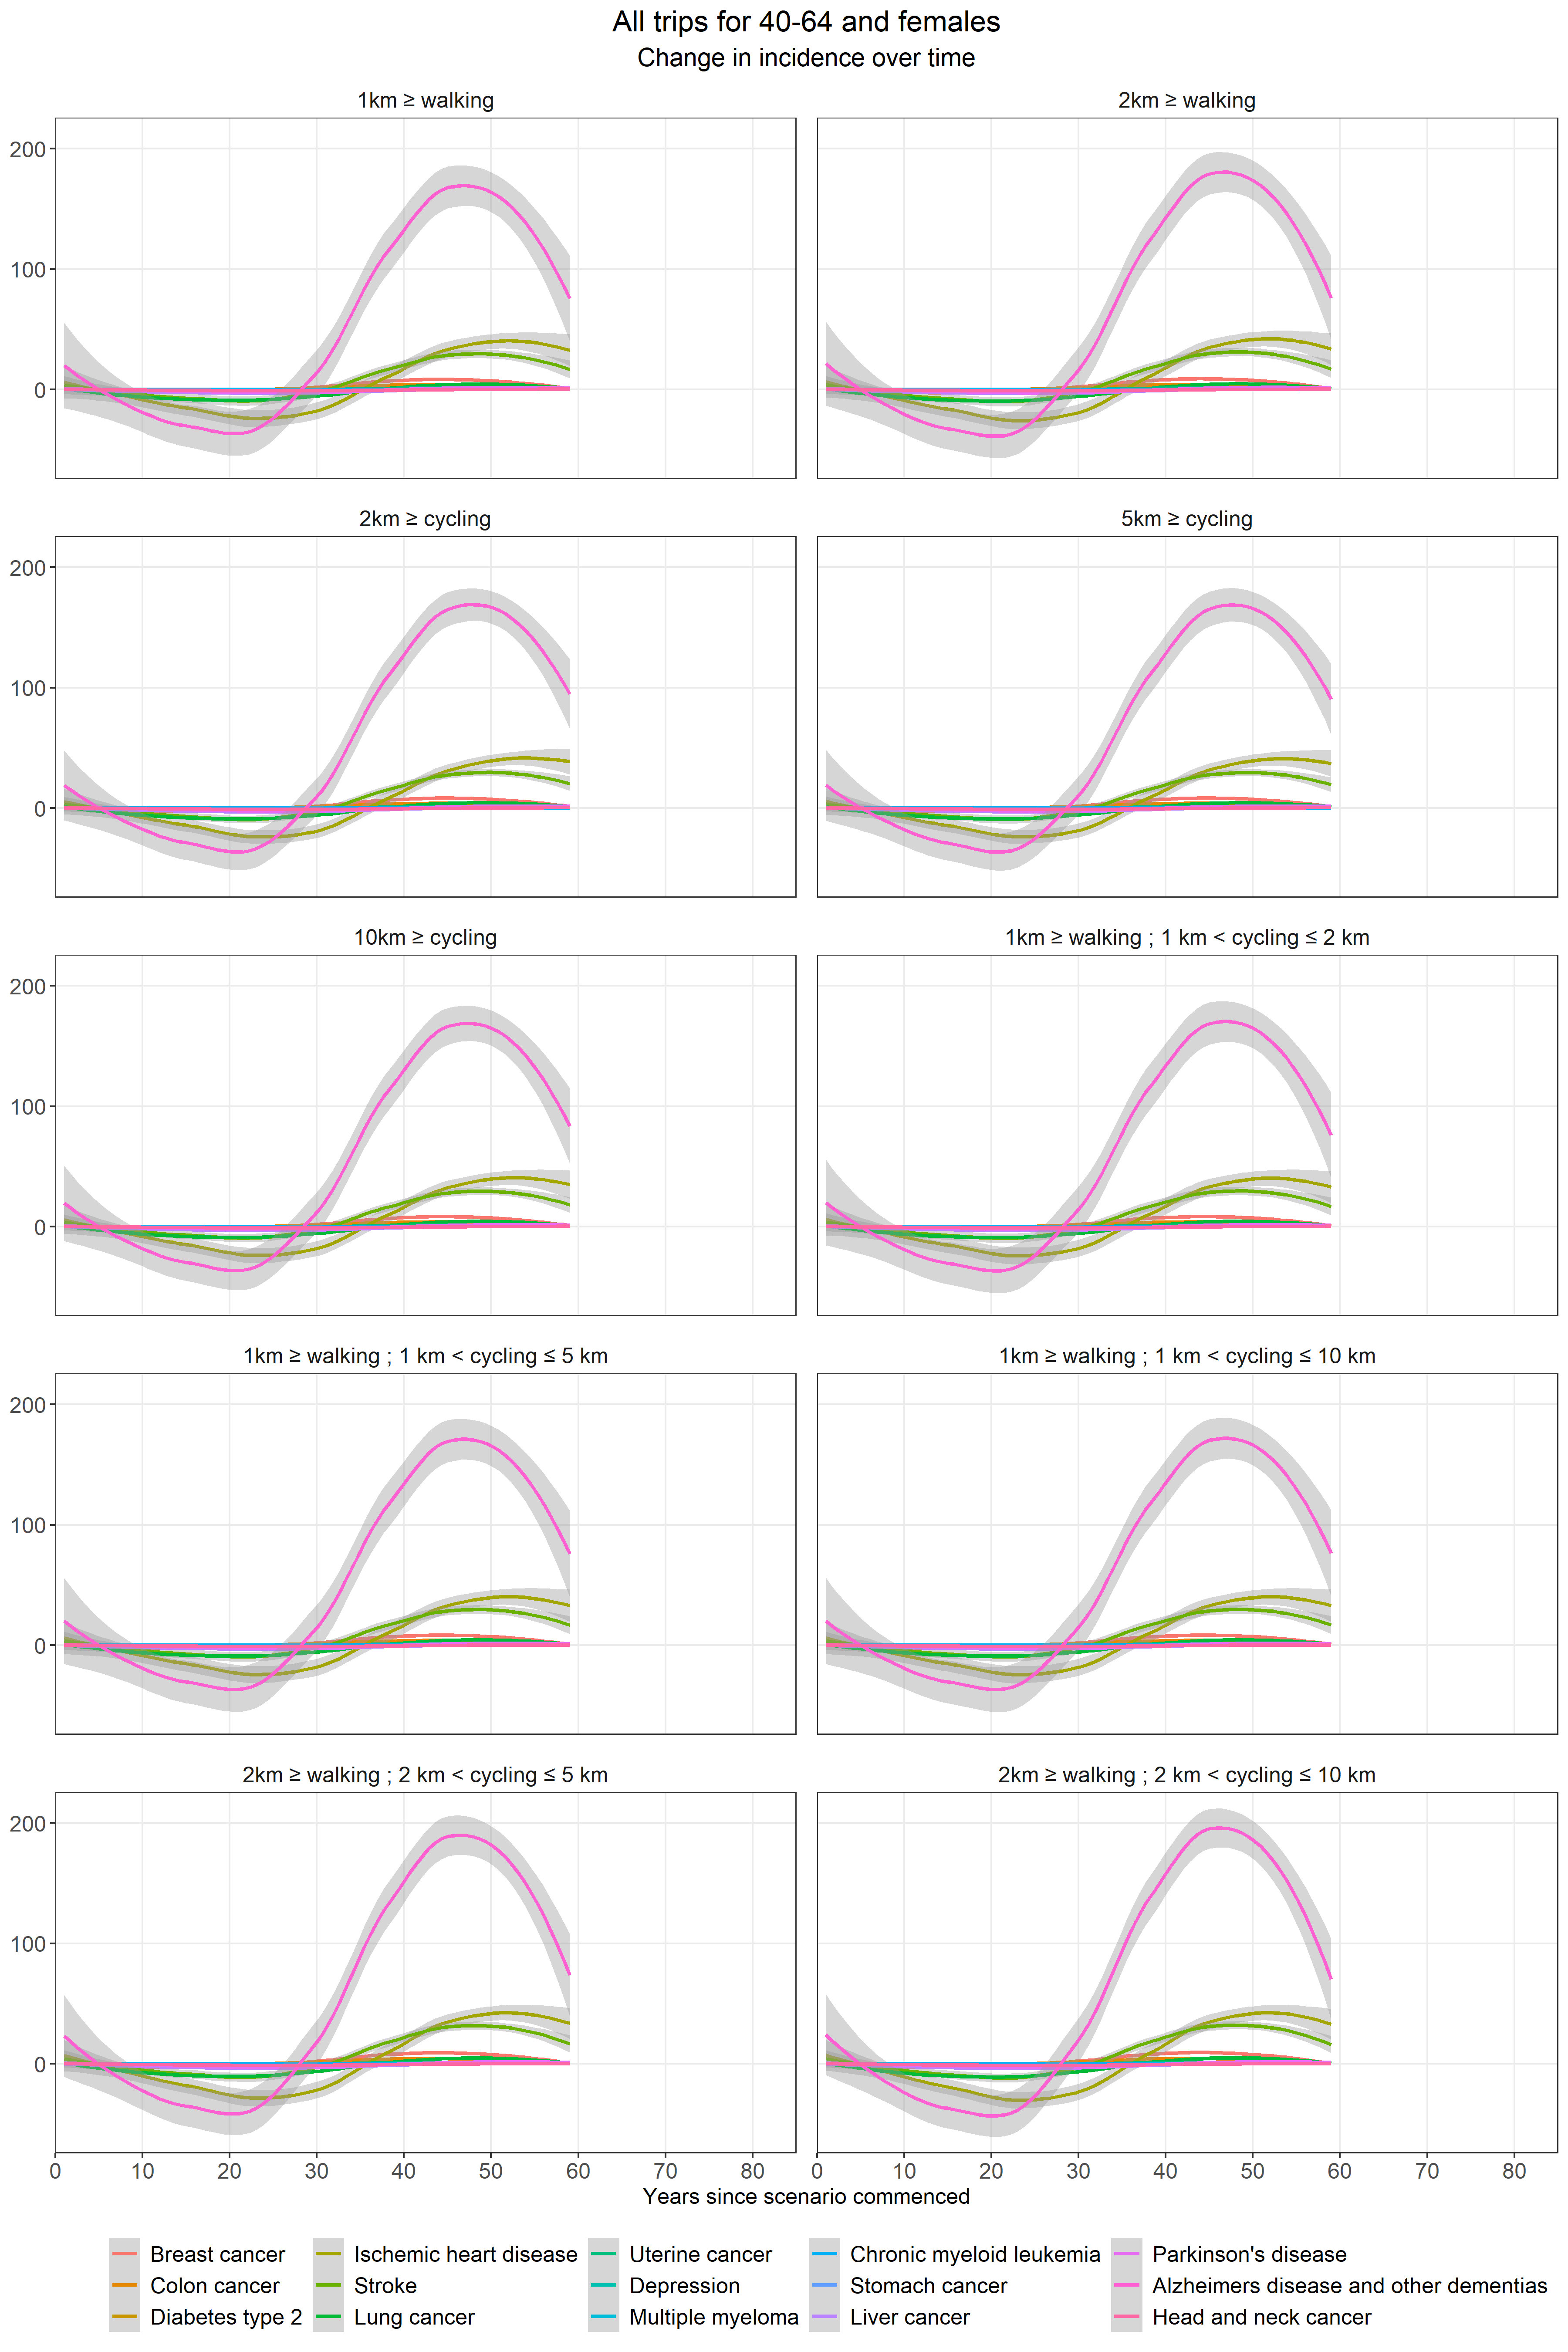 All trips for 40-64 and females
Change in incidence over time
1km ≥ walking
2km ≥ walking
200
100
0
2km ≥ cycling
5km ≥ cycling
200
100
0
10km ≥ cycling
1km ≥ walking ; 1 km < cycling ≤ 2 km
200
100
0
1km ≥ walking ; 1 km < cycling ≤ 5 km
1km ≥ walking ; 1 km < cycling ≤ 10 km
200
100
0
2km ≥ walking ; 2 km < cycling ≤ 5 km
2km ≥ walking ; 2 km < cycling ≤ 10 km
200
100
0
0 10 20 30 40 50 60 70 80
0 10 20 30 40 50 60 70 80
Years since scenario commenced
Breast cancer
Ischemic heart disease
Uterine cancer
Chronic myeloid leukemia
Parkinson's disease
Colon cancer
Stroke
Depression
Stomach cancer
Alzheimers disease and other dementias
Diabetes type 2
Lung cancer
Multiple myeloma
Liver cancer
Head and neck cancer